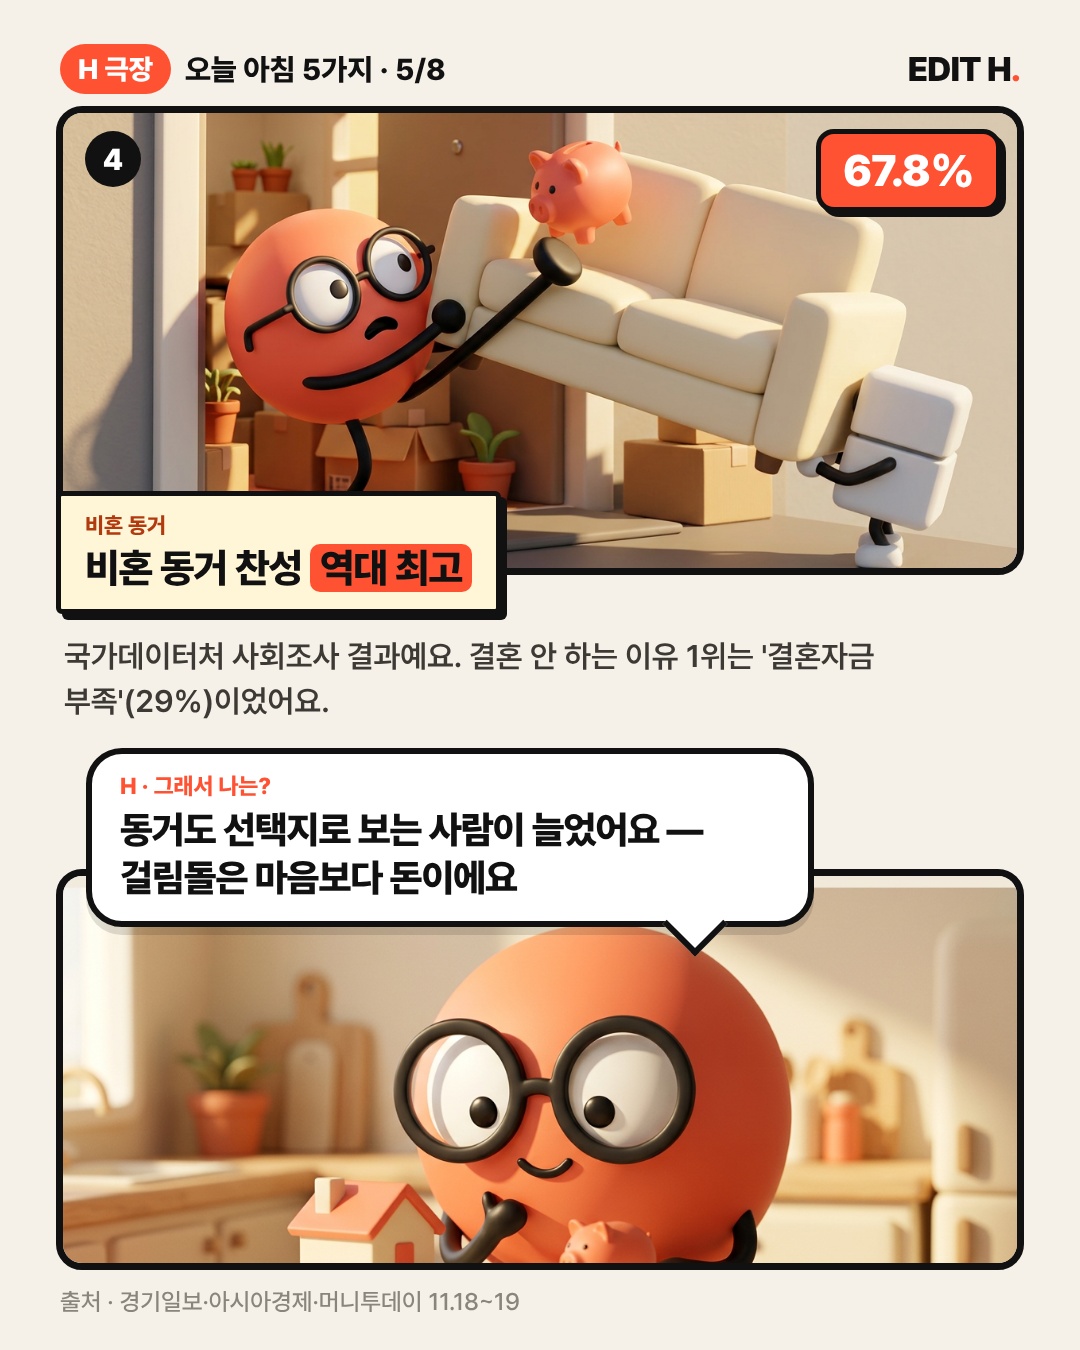 H 극장
오늘 아침 5가지 · 5/8
EDIT H.
4
67.8%
비혼 동거
비혼 동거 찬성 역대 최고
국가데이터처 사회조사 결과예요. 결혼 안 하는 이유 1위는 '결혼자금
부족'(29%)이었어요.
H · 그래서 나는?
동거도 선택지로 보는 사람이 늘었어요 —
걸림돌은 마음보다 돈이에요
출처 · 경기일보·아시아경제·머니투데이 11.18~19